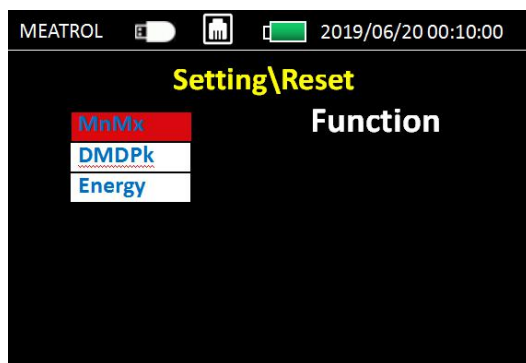 MEATROL 2019/06/20 00:10:00
Setting\Reset
MnMx Function
DMDPk
Energy